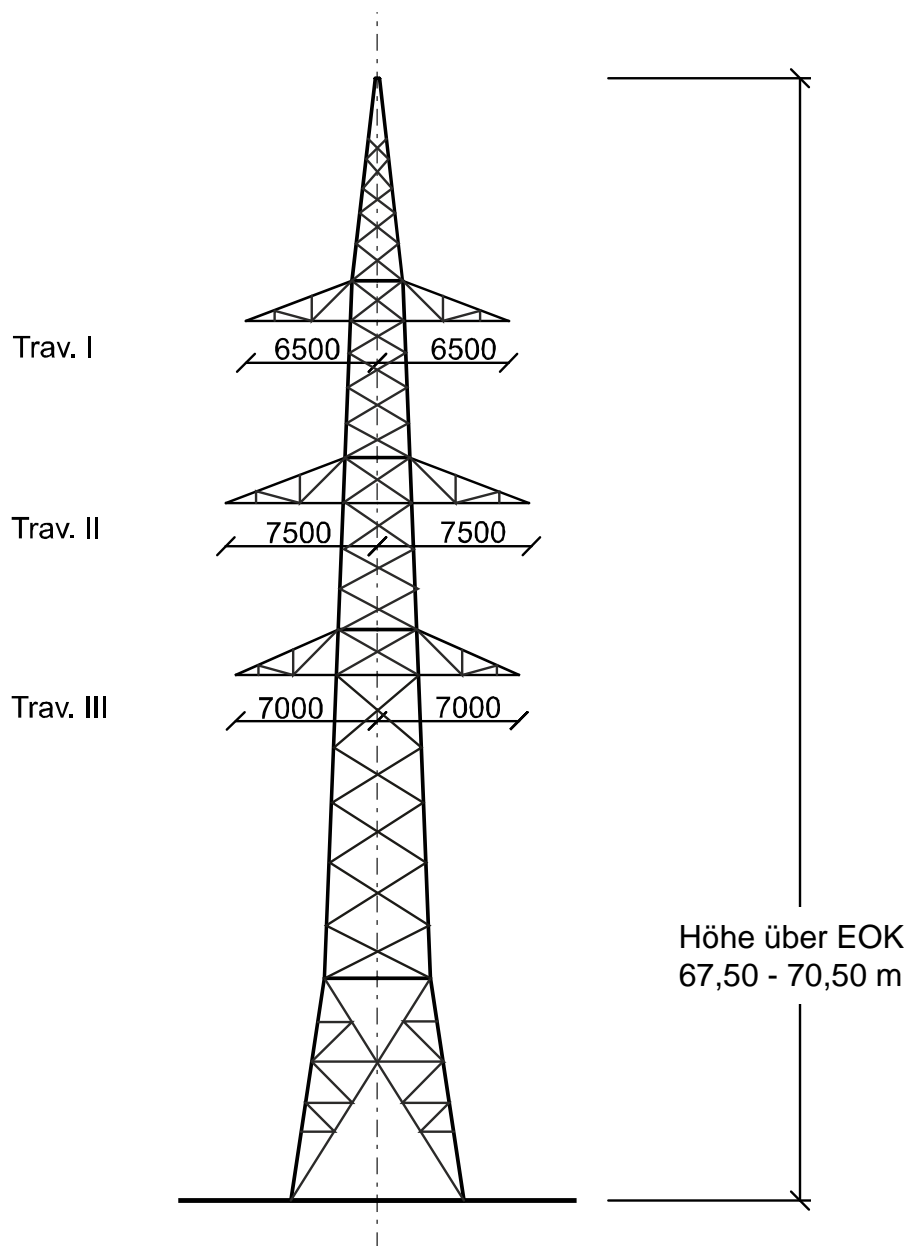 Trav. I
6500 6500
Trav. II
7500 7500
Trav. III
7000 7000
Höhe über EOK
67,50 - 70,50 m